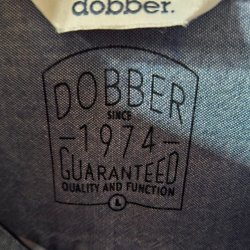 dobber.
DOBBER
SINCE
1974
GUARANTEED
QUALITY AND FUNCTION
L